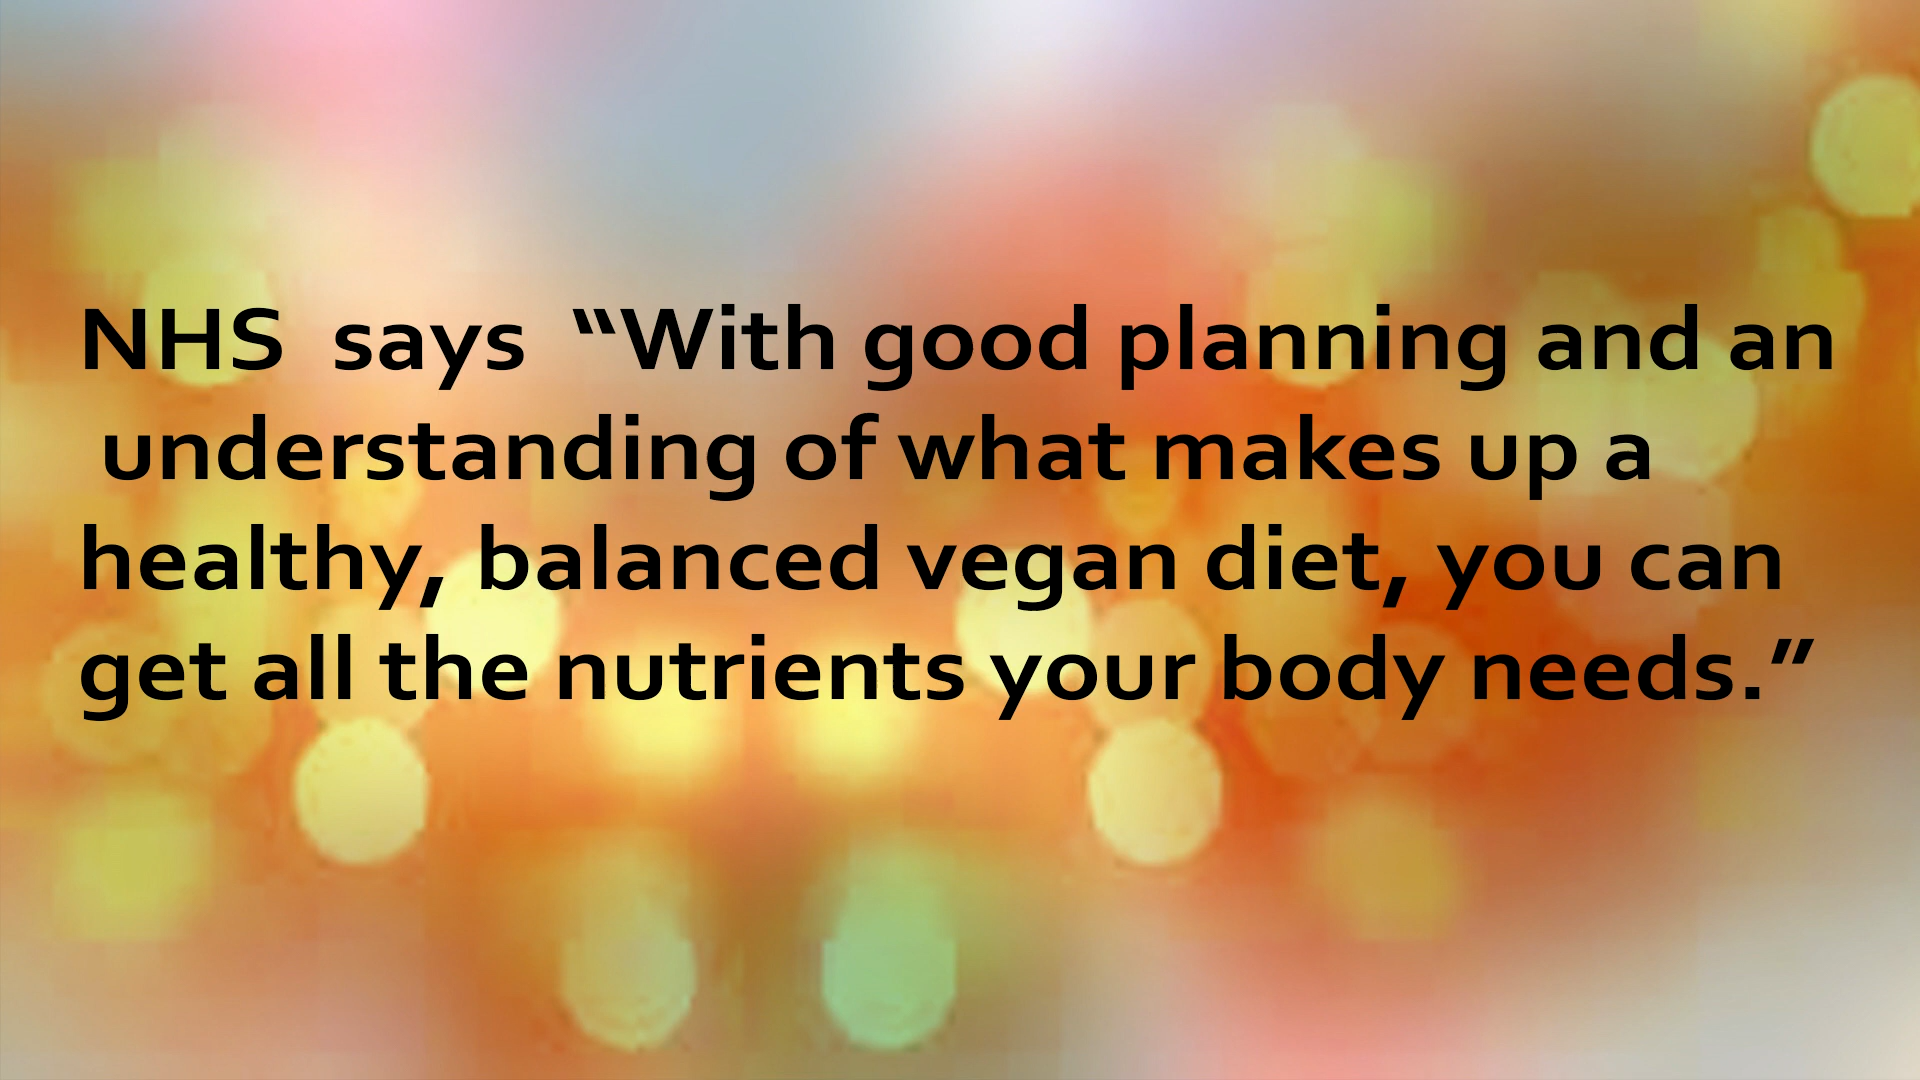 NHS  says  “With good planning and an
understanding of what makes up a
healthy, balanced vegan diet, you can
get all the nutrients your body needs.”